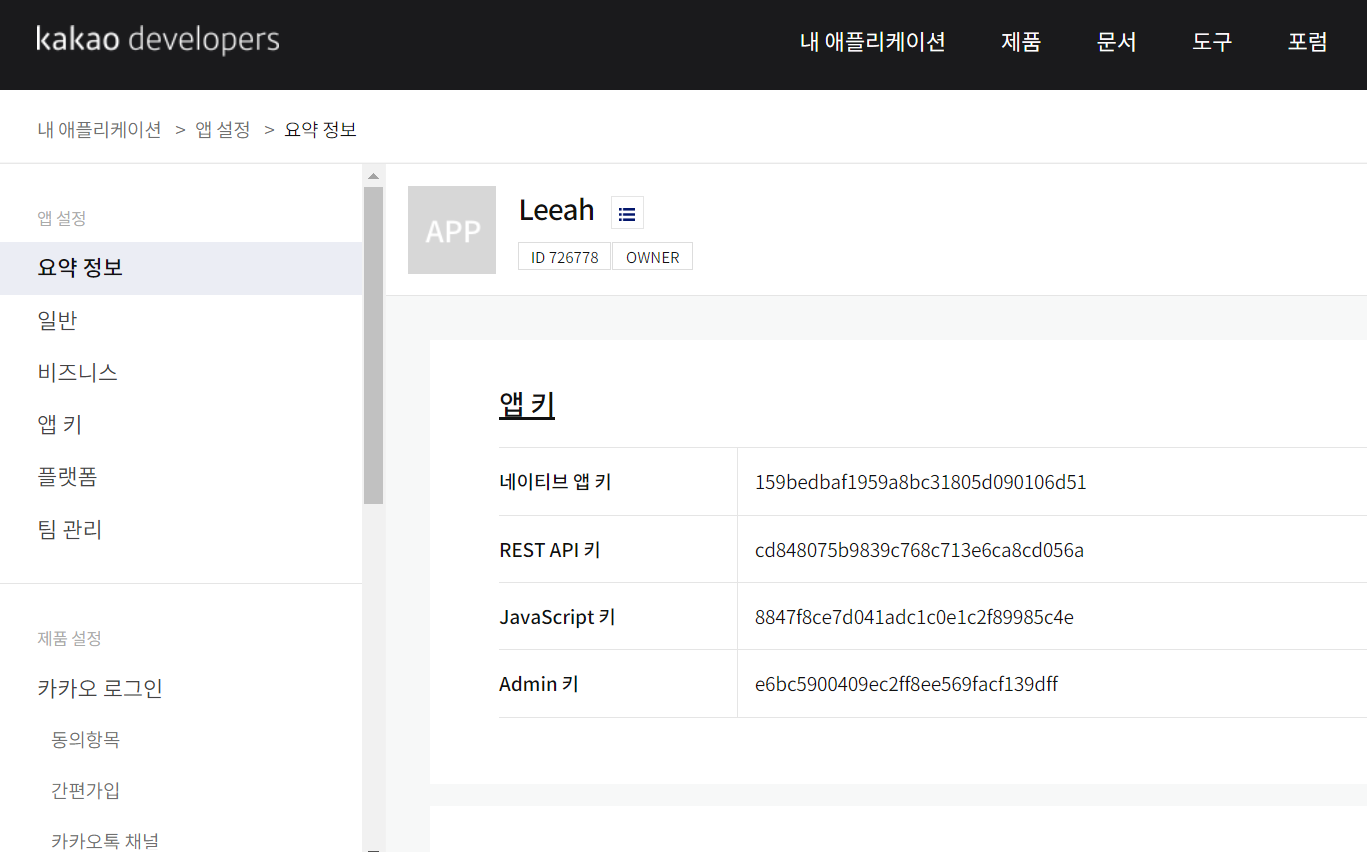 kakao developers
내 애플리케이션 제품 문서 도구 포럼
내 애플리케이션 > 앱 설정 > 요약 정보
앱 설정
요약 정보
일반
비즈니스
앱 키
플랫폼
팀 관리
제품 설정
카카오 로그인
동의항목
간편가입
카카오톡 채널
APP
Leeah
ID 726778 OWNER
앱 키
네이티브 앱 키 159bedbaf1959a8bc31805d090106d51
REST API 키 cd848075b9839c768c713e6ca8cd056a
JavaScript 키 8847f8ce7d041adc1c0e1c2f89985c4e
Admin 키 e6bc5900409ec2ff8ee569facf139dff